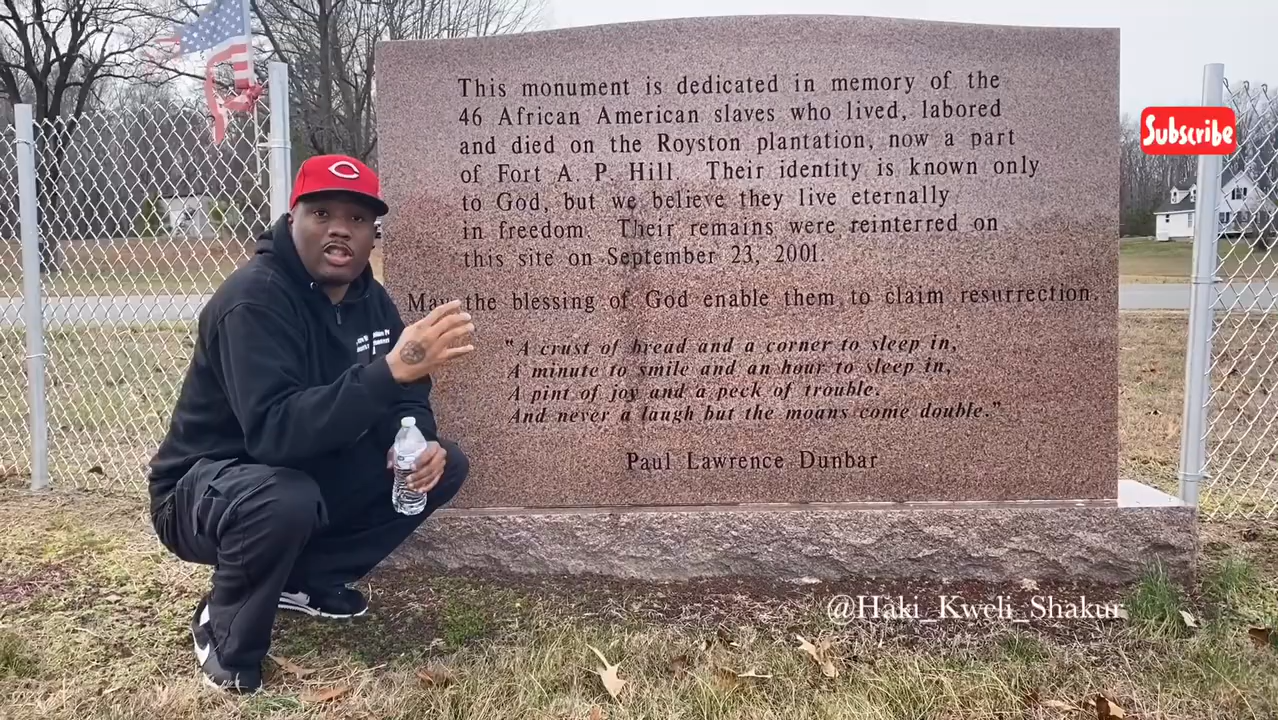 This monument is dedicated in memory of the
46 African American slaves who lived, labored
and died on the Royston plantation, now a part
of Fort A. P. Hill. Their identity is known only
to God, but we believe they live eternally
in freedom. Their remains were reinterred on
this site on September 23, 2001.
May the blessing of God enable them to claim resurrection.
"A crust of bread and a corner to sleep in,
A minute to smile and an hour to sleep in,
A pint of joy and a peck of trouble.
And never a laugh but the moans come double."
Paul Lawrence Dunbar
Subscribe
@Haki_Kweli_Shakur